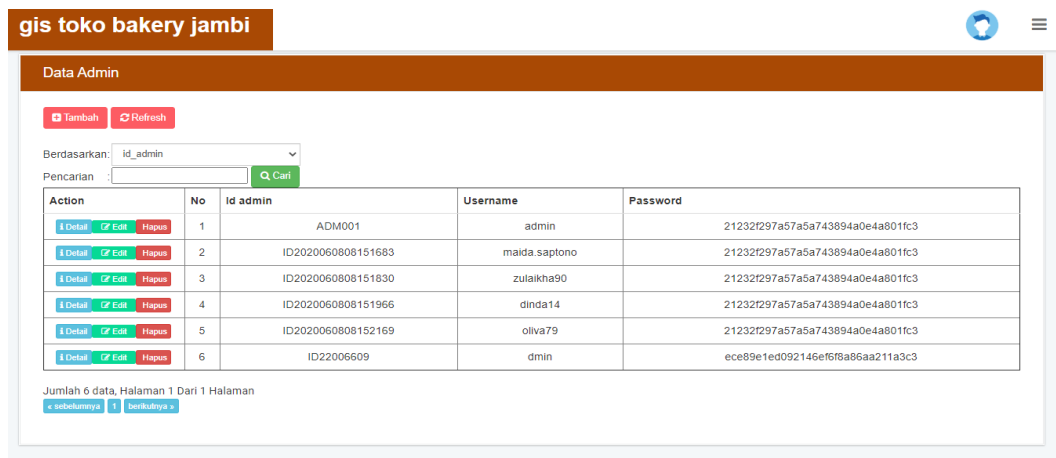 gis toko bakery jambi
Data Admin
Tambah Refresh
Berdasarkan: id_admin
Pencarian : Cari
Action No Id admin Username Password
Detail Edit Hapus 1 ADM001 admin 21232f297a57a5a743894a0e4a801fc3
Detail Edit Hapus 2 ID2020060808151683 maida.saptono 21232f297a57a5a743894a0e4a801fc3
Detail Edit Hapus 3 ID2020060808151830 zulaikha90 21232f297a57a5a743894a0e4a801fc3
Detail Edit Hapus 4 ID2020060808151966 dinda14 21232f297a57a5a743894a0e4a801fc3
Detail Edit Hapus 5 ID2020060808152169 oliva79 21232f297a57a5a743894a0e4a801fc3
Detail Edit Hapus 6 ID22006609 dmin ece89e1ed092146ef6f8a86aa211a3c3
Jumlah 6 data, Halaman 1 Dari 1 Halaman
« sebelumnya 1 berikutnya »